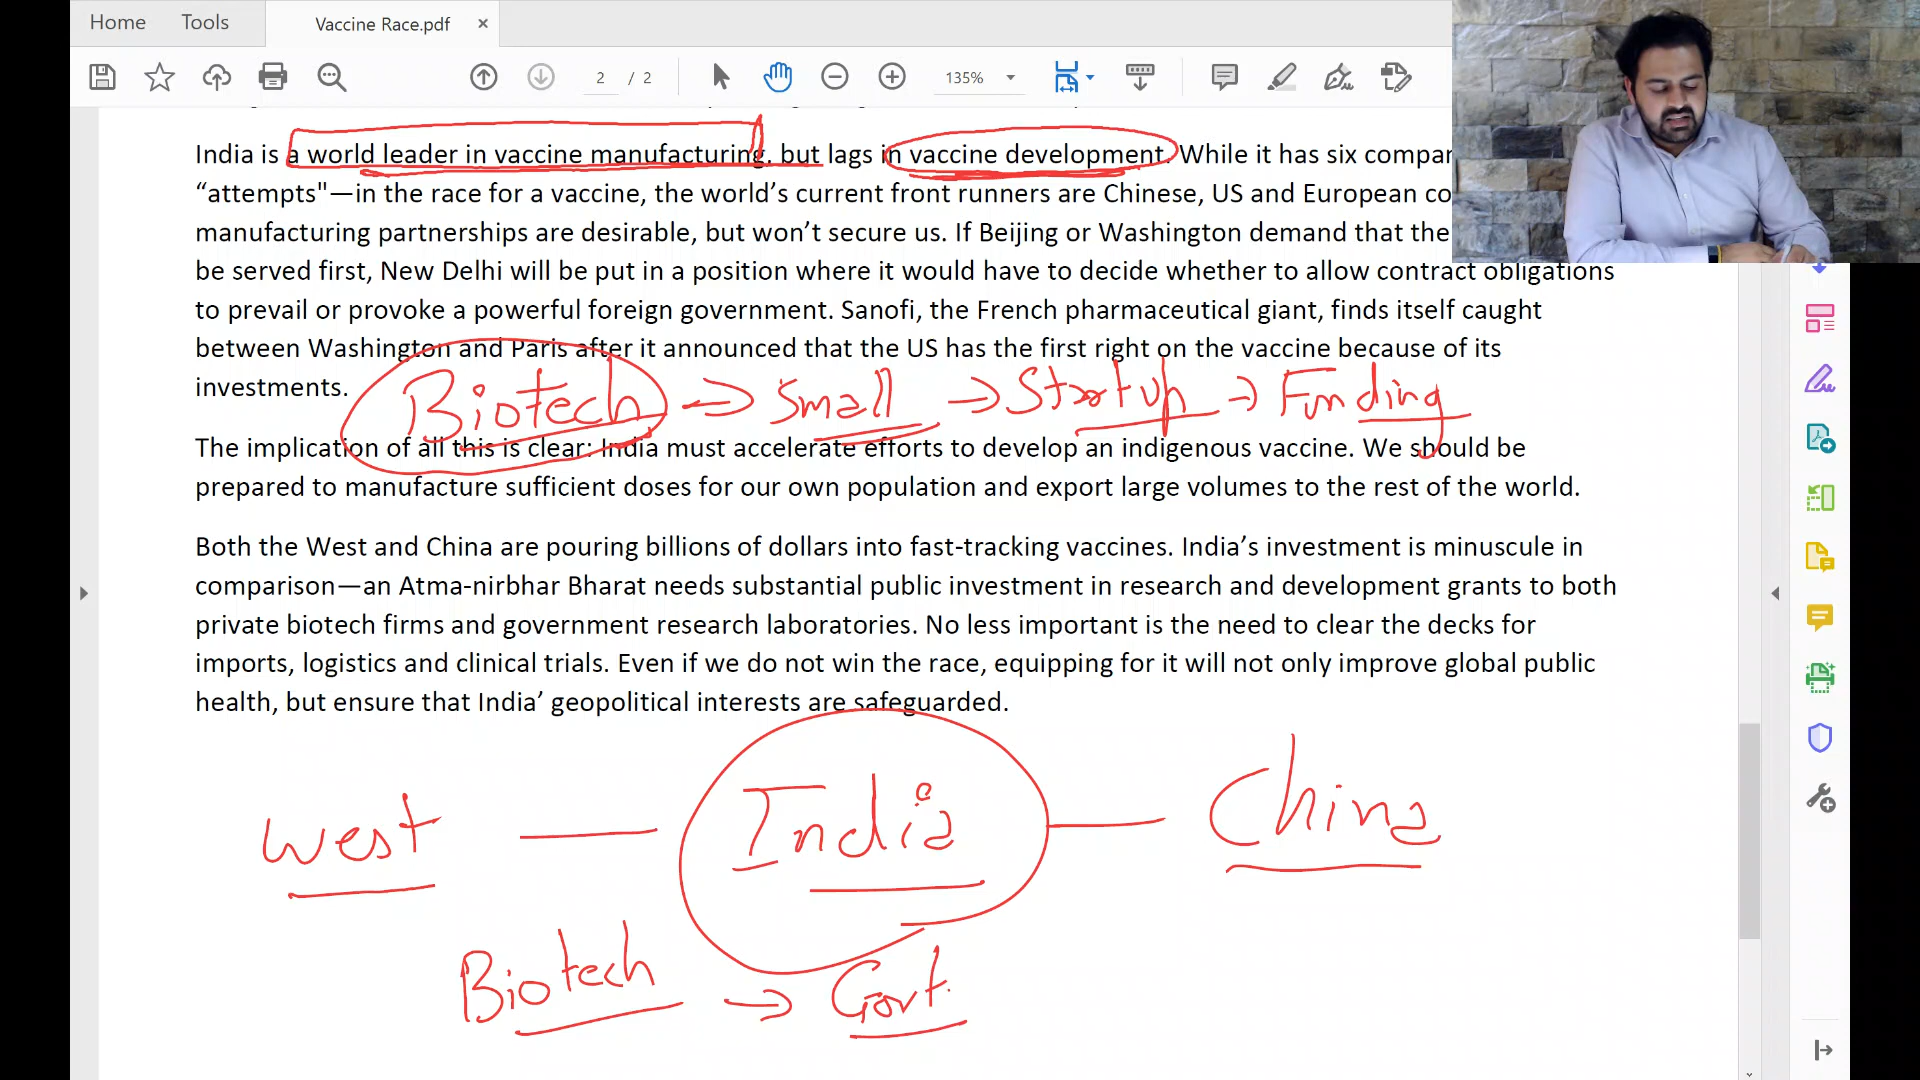 Home Tools Vaccine Race.pdf ×
2 / 2 135%
India is a world leader in vaccine manufacturing. but lags in vaccine development. While it has six compan
“attempts"—in the race for a vaccine, the world’s current front runners are Chinese, US and European co
manufacturing partnerships are desirable, but won’t secure us. If Beijing or Washington demand that the
be served first, New Delhi will be put in a position where it would have to decide whether to allow contract obligations
to prevail or provoke a powerful foreign government. Sanofi, the French pharmaceutical giant, finds itself caught
between Washington and Paris after it announced that the US has the first right on the vaccine because of its
investments.
Biotech → Small → Startup → Funding
The implication of all this is clear: India must accelerate efforts to develop an indigenous vaccine. We should be
prepared to manufacture sufficient doses for our own population and export large volumes to the rest of the world.
Both the West and China are pouring billions of dollars into fast-tracking vaccines. India’s investment is minuscule in
comparison—an Atma-nirbhar Bharat needs substantial public investment in research and development grants to both
private biotech firms and government research laboratories. No less important is the need to clear the decks for
imports, logistics and clinical trials. Even if we do not win the race, equipping for it will not only improve global public
health, but ensure that India’ geopolitical interests are safeguarded.
West — India — China
Biotech → Govt.